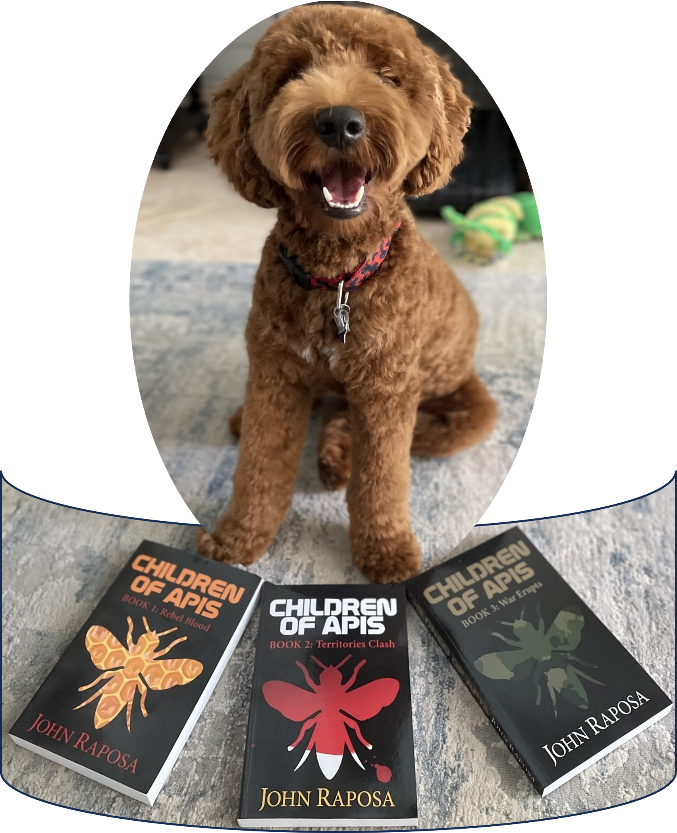 CHILDREN
OF APIS
BOOK 1: Rebel Blood
JOHN RAPOSA
CHILDREN
OF APIS
BOOK 2: Territories Clash
JOHN RAPOSA
CHILDREN
OF APIS
BOOK 3: War Erupts
JOHN RAPOSA